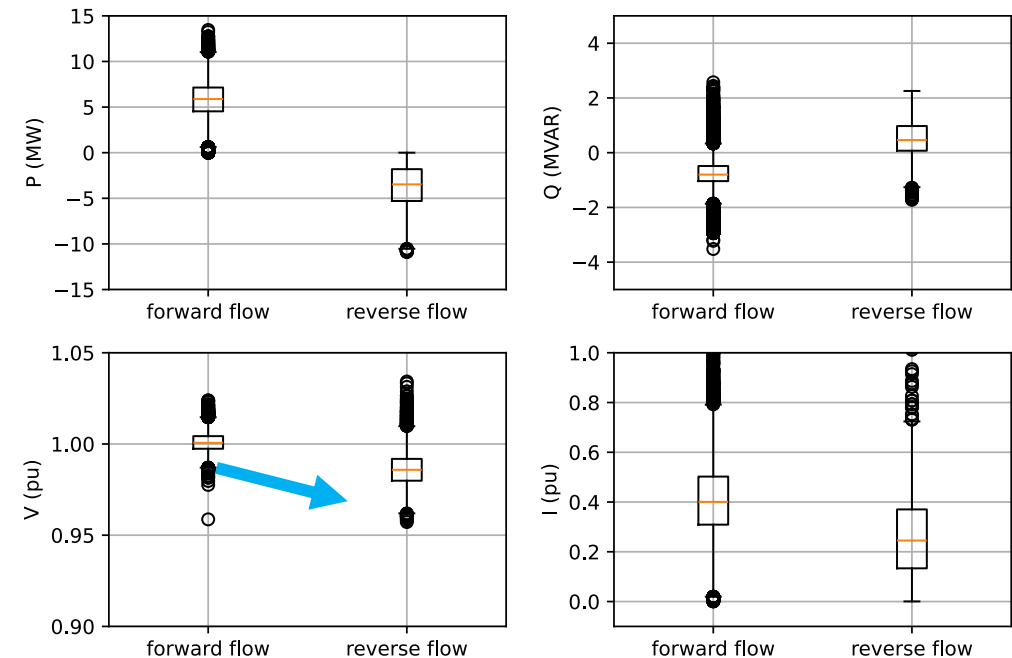 P (MW)
15
10
5
0
−5
−10
−15
forward flow
reverse flow
Q (MVAR)
4
2
0
−2
−4
forward flow
reverse flow
V (pu)
1.05
1.00
0.95
0.90
forward flow
reverse flow
I (pu)
1.0
0.8
0.6
0.4
0.2
0.0
forward flow
reverse flow